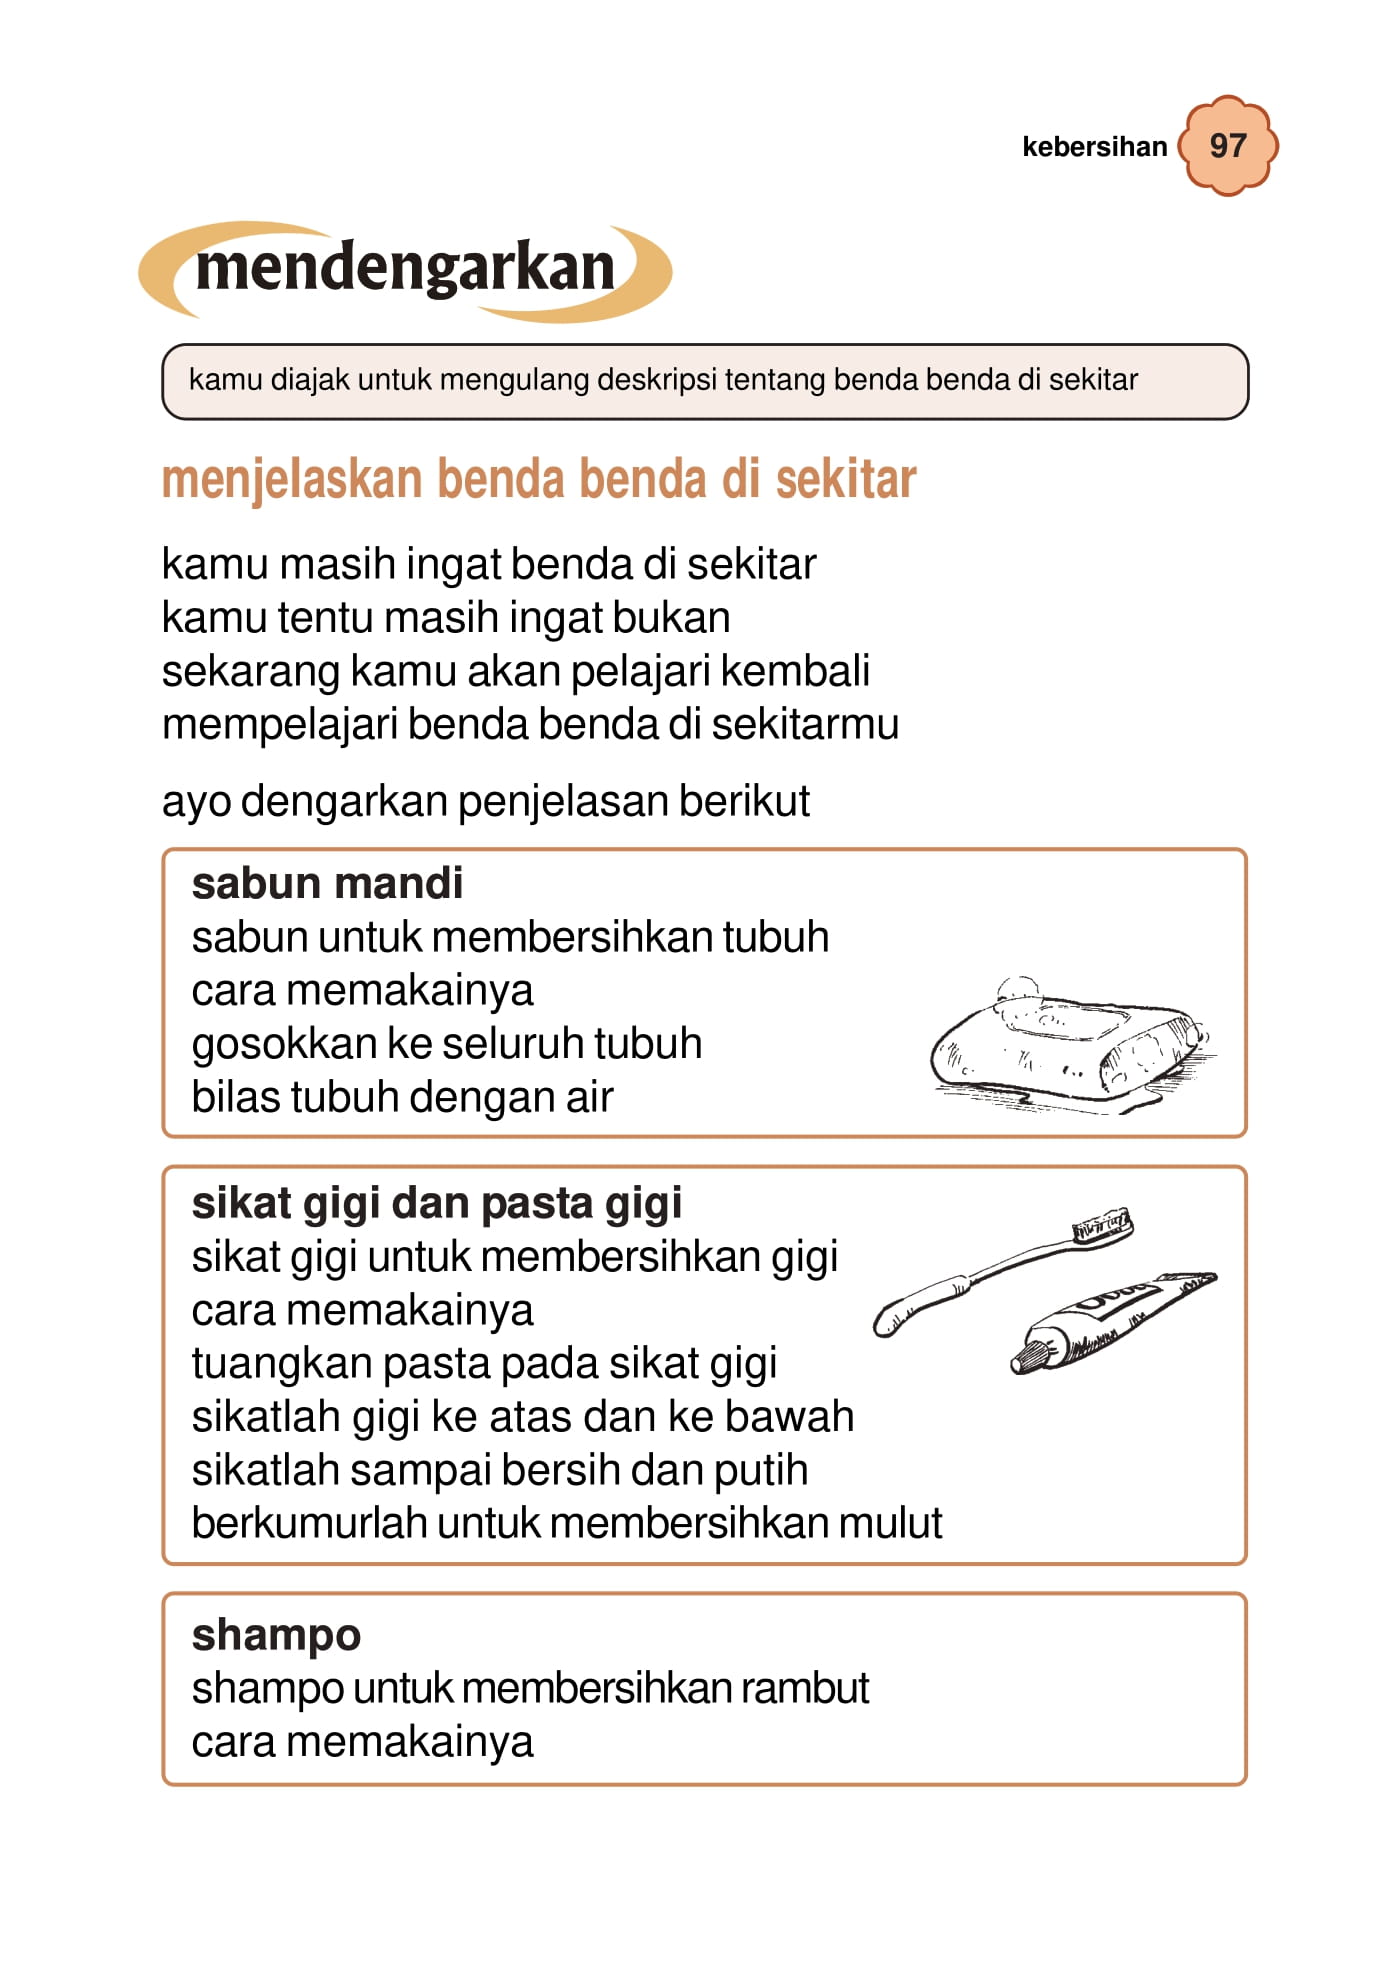 kebersihan 97
mendengarkan
kamu diajak untuk mengulang deskripsi tentang benda benda di sekitar
menjelaskan benda benda di sekitar
kamu masih ingat benda di sekitar
kamu tentu masih ingat bukan
sekarang kamu akan pelajari kembali
mempelajari benda benda di sekitarmu
ayo dengarkan penjelasan berikut
sabun mandi
sabun untuk membersihkan tubuh
cara memakainya
gosokkan ke seluruh tubuh
bilas tubuh dengan air
sikat gigi dan pasta gigi
sikat gigi untuk membersihkan gigi
cara memakainya
tuangkan pasta pada sikat gigi
sikatlah gigi ke atas dan ke bawah
sikatlah sampai bersih dan putih
berkumurlah untuk membersihkan mulut
shampo
shampo untuk membersihkan rambut
cara memakainya